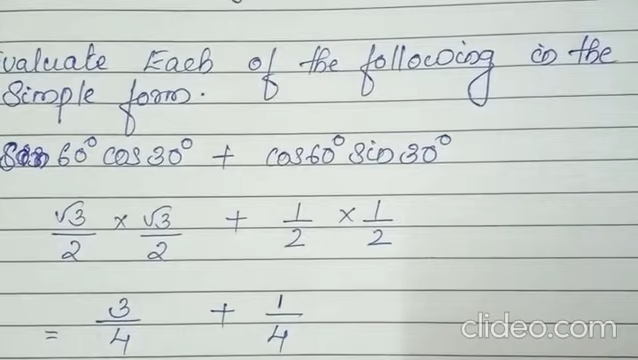 valuate Each of the following in the
Simple form.
Sin 60° cos 30° + cos 60° Sin 30°
√3/2 × √3/2 + 1/2 × 1/2
= 3/4 + 1/4
clideo.com